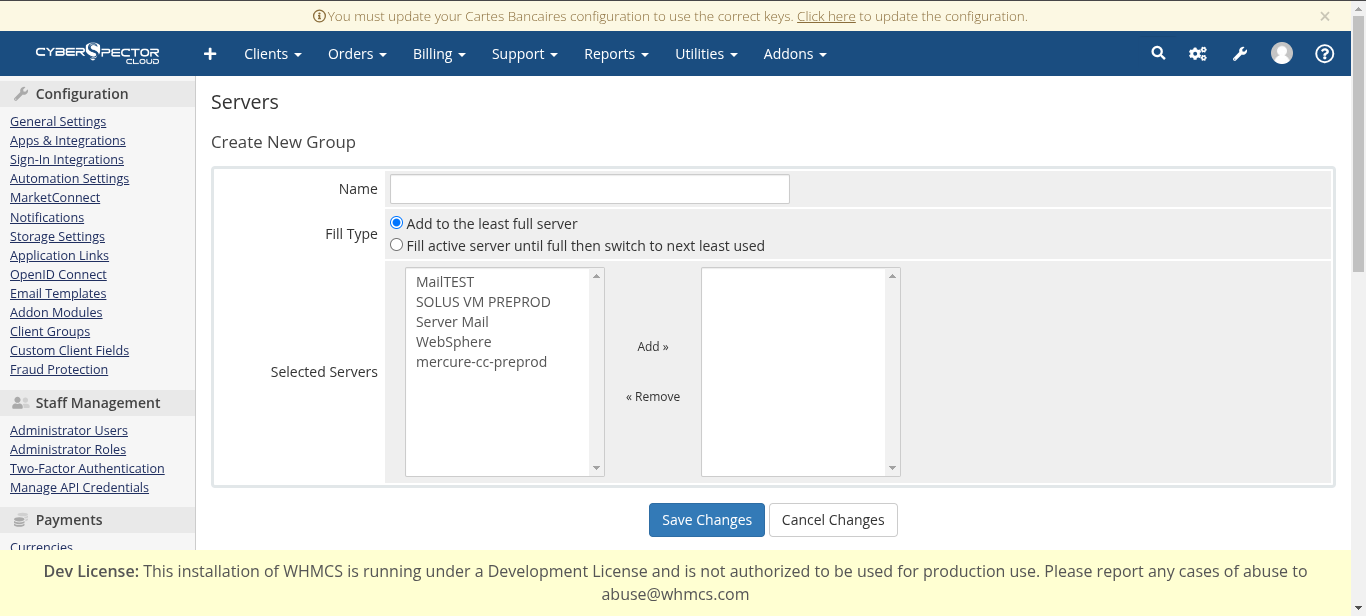 You must update your Cartes Bancaires configuration to use the correct keys. Click here to update the configuration. ×
CYBERSPECTOR CLOUD
Clients Orders Billing Support Reports Utilities Addons
Configuration
General Settings
Apps & Integrations
Sign-In Integrations
Automation Settings
MarketConnect
Notifications
Storage Settings
Application Links
OpenID Connect
Email Templates
Addon Modules
Client Groups
Custom Client Fields
Fraud Protection
Staff Management
Administrator Users
Administrator Roles
Two-Factor Authentication
Manage API Credentials
Payments
Currencies
Servers
Create New Group
Name
Fill Type
Add to the least full server
Fill active server until full then switch to next least used
Selected Servers
MailTEST
SOLUS VM PREPROD
Server Mail
WebSphere
mercure-cc-preprod
Add »
« Remove
Save Changes Cancel Changes
Dev License: This installation of WHMCS is running under a Development License and is not authorized to be used for production use. Please report any cases of abuse to
abuse@whmcs.com